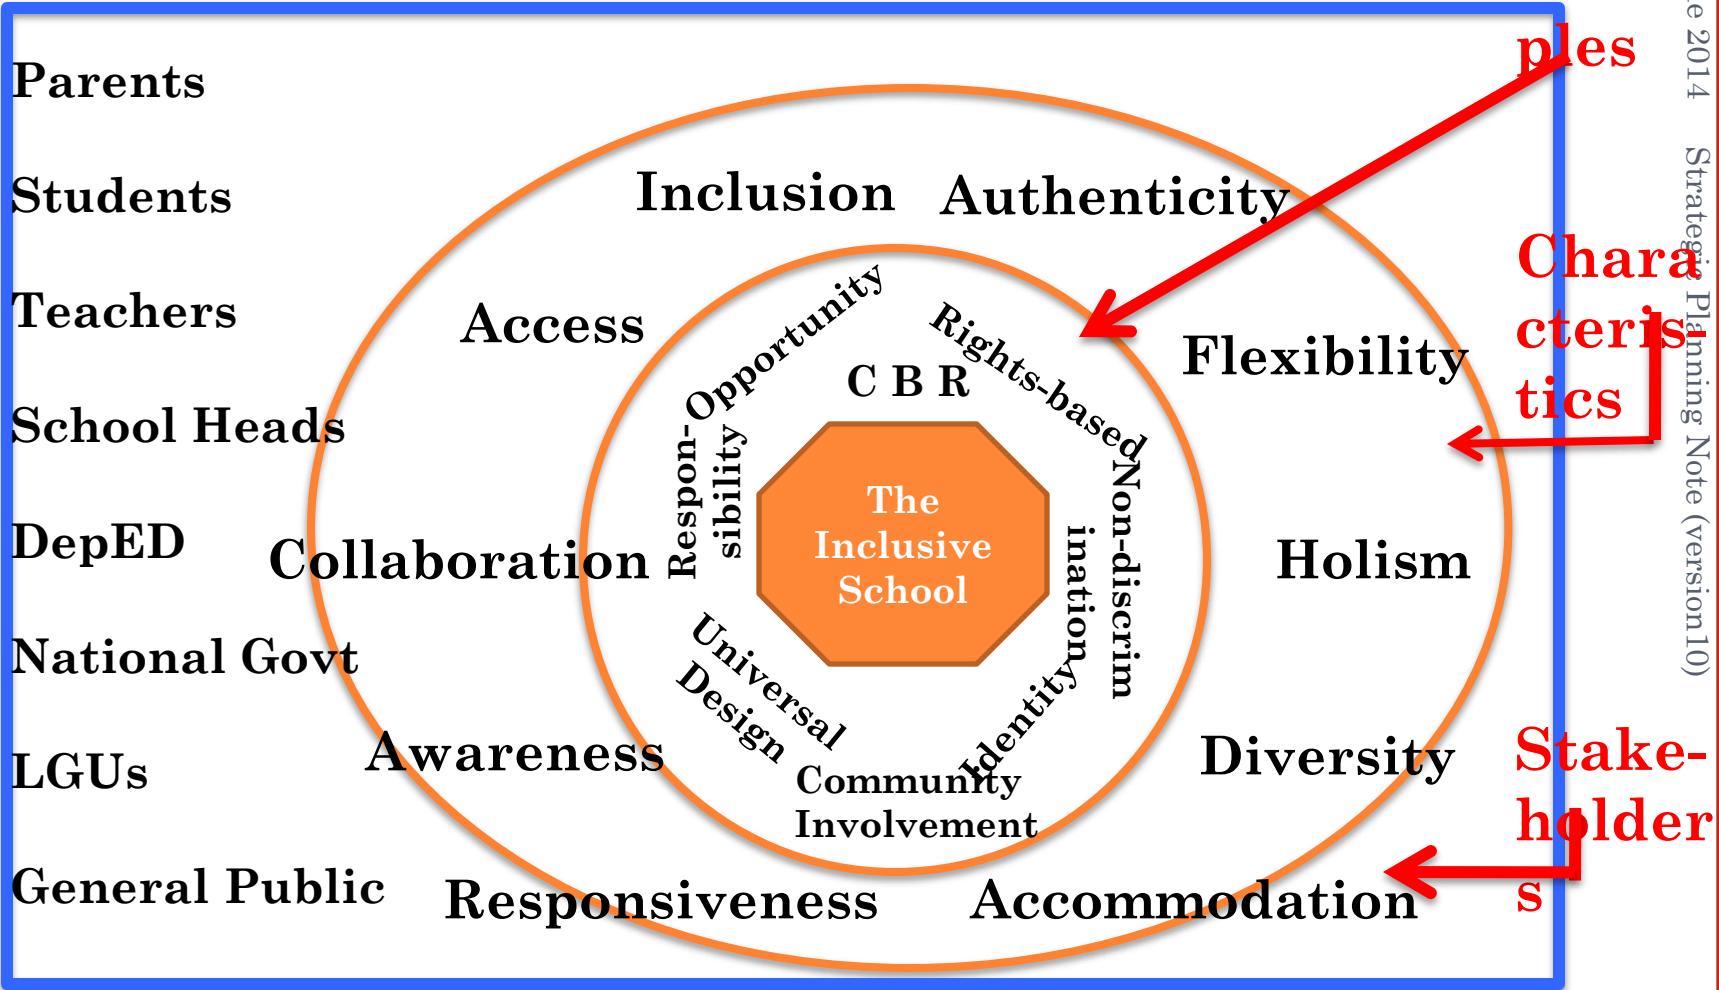 Parents
Students
Teachers
School Heads
DepED
National Govt
LGUs
General Public
Inclusion
Authenticity
Access
Flexibility
Collaboration
Holism
Awareness
Diversity
Responsiveness
Accommodation
Opportunity
Rights-based
C B R
Respon-
sibility
Non-discrim
ination
The
Inclusive
School
Universal
Design
Identity
Community
Involvement
ples
Chara
cteris-
tics
Stake-
holder
s
e 2014
Strategic Planning Note (version10)